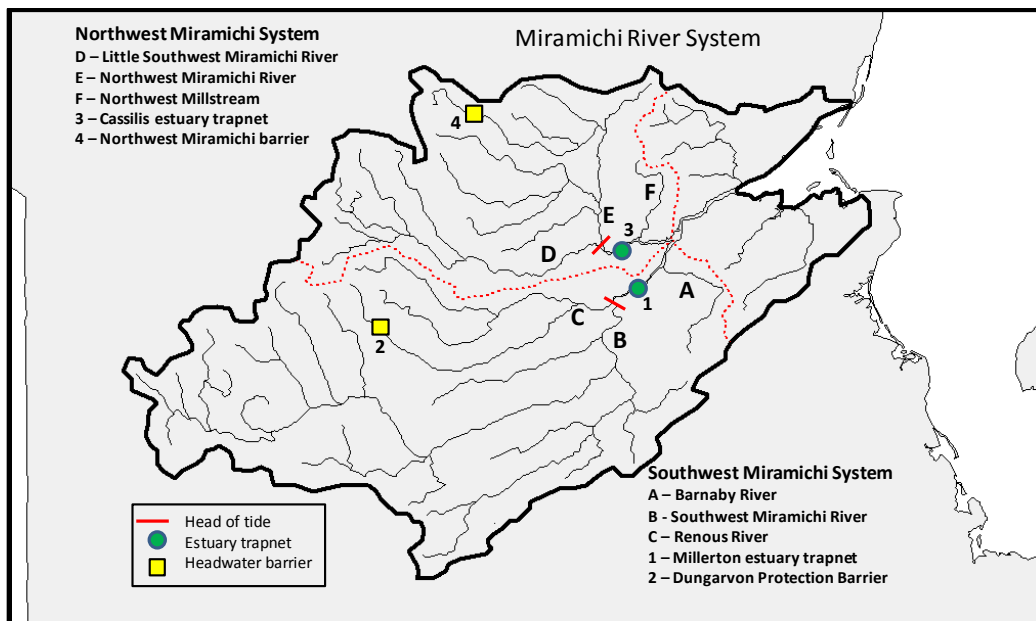 Northwest Miramichi System
D – Little Southwest Miramichi River
E – Northwest Miramichi River
F – Northwest Millstream
3 – Cassilis estuary trapnet
4 – Northwest Miramichi barrier
Miramichi River System
4
F
E
3
D
A
1
C
B
2
Southwest Miramichi System
A – Barnaby River
B - Southwest Miramichi River
C – Renous River
1 – Millerton estuary trapnet
2 – Dungarvon Protection Barrier
Head of tide
Estuary trapnet
Headwater barrier